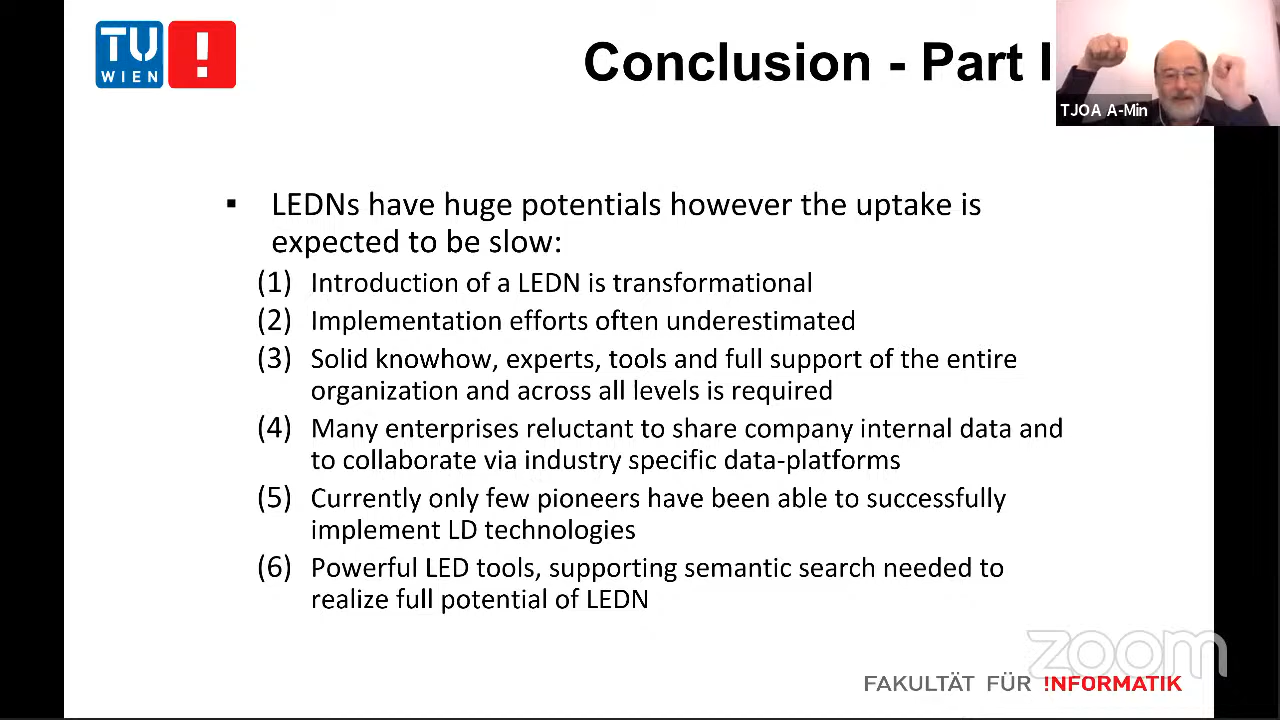 TU
WIEN
!
Conclusion - Part I
TJOA A-Min
▪ LEDNs have huge potentials however the uptake is
expected to be slow:
(1) Introduction of a LEDN is transformational
(2) Implementation efforts often underestimated
(3) Solid knowhow, experts, tools and full support of the entire
organization and across all levels is required
(4) Many enterprises reluctant to share company internal data and
to collaborate via industry specific data-platforms
(5) Currently only few pioneers have been able to successfully
implement LD technologies
(6) Powerful LED tools, supporting semantic search needed to
realize full potential of LEDN
zoom
FAKULTÄT FÜR !NFORMATIK